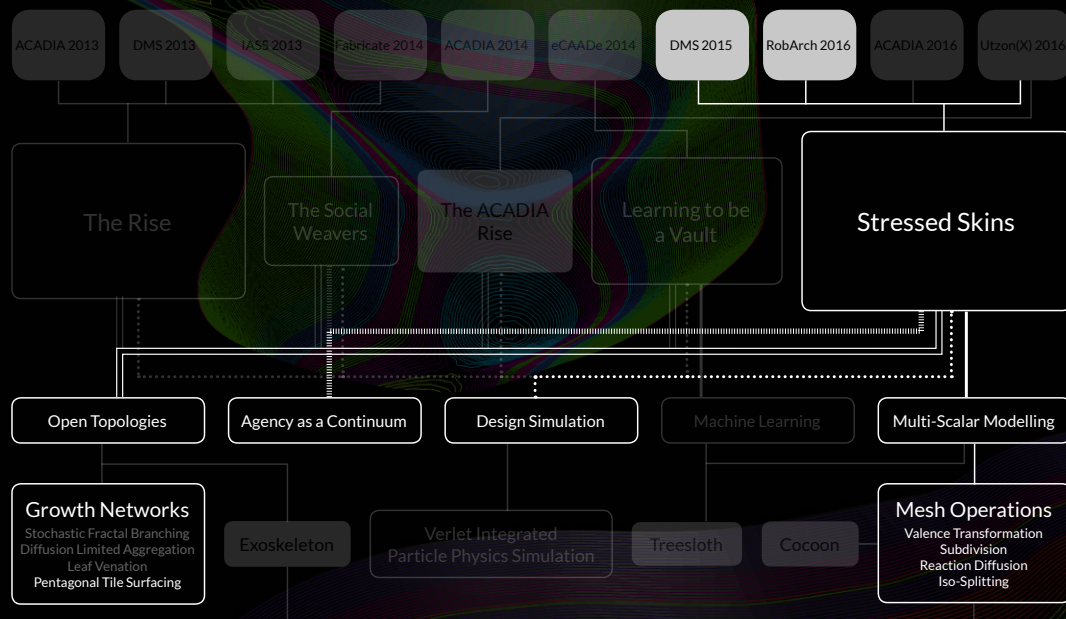 ACADIA 2013
DMS 2013
IASS 2013
Fabricate 2014
ACADIA 2014
eCAADe 2014
DMS 2015
RobArch 2016
ACADIA 2016
Utzon(X) 2016
The Rise
The Social
Weavers
The ACADIA
Rise
Learning to be
a Vault
Stressed Skins
Open Topologies
Agency as a Continuum
Design Simulation
Machine Learning
Multi-Scalar Modelling
Growth Networks
Stochastic Fractal Branching
Diffusion Limited Aggregation
Leaf Venation
Pentagonal Tile Surfacing
Exoskeleton
Verlet Integrated
Particle Physics Simulation
Treesloth
Cocoon
Mesh Operations
Valence Transformation
Subdivision
Reaction Diffusion
Iso-Splitting